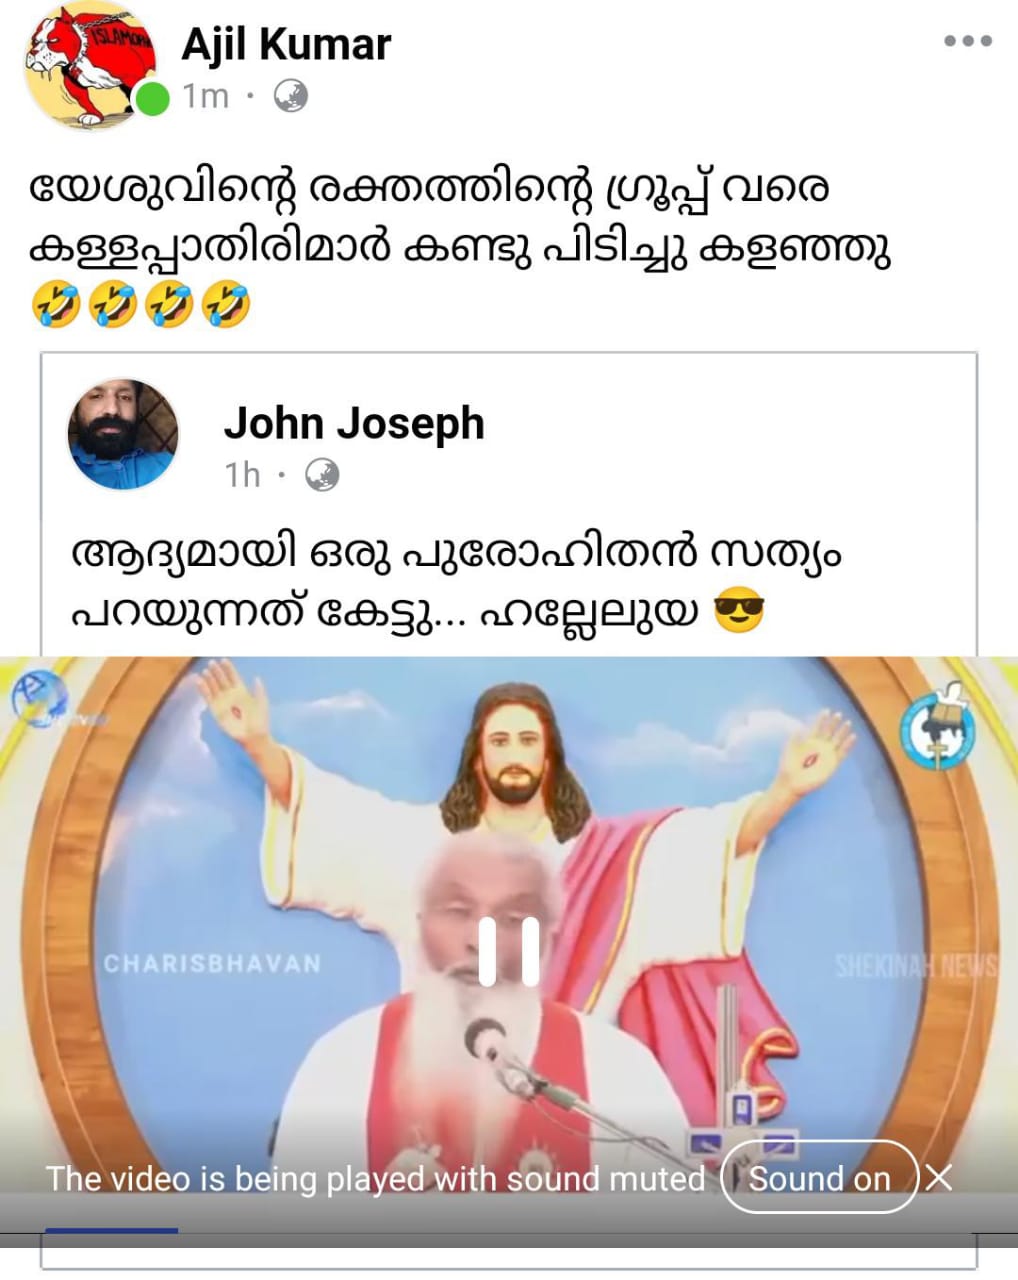 Ajil Kumar
1m ·
യേശുവിന്റെ രക്തത്തിന്റെ ഗ്രൂപ്പ് വരെ
കള്ളപ്പാതിരിമാർ കണ്ടു പിടിച്ചു കളഞ്ഞു
🤣🤣🤣🤣
John Joseph
1h ·
ആദ്യമായി ഒരു പുരോഹിതൻ സത്യം
പറയുന്നത് കേട്ടു... ഹല്ലേലുയ 😎
CHARISBHAVAN
SHEKINAH NEWS
The video is being played with sound muted
Sound on